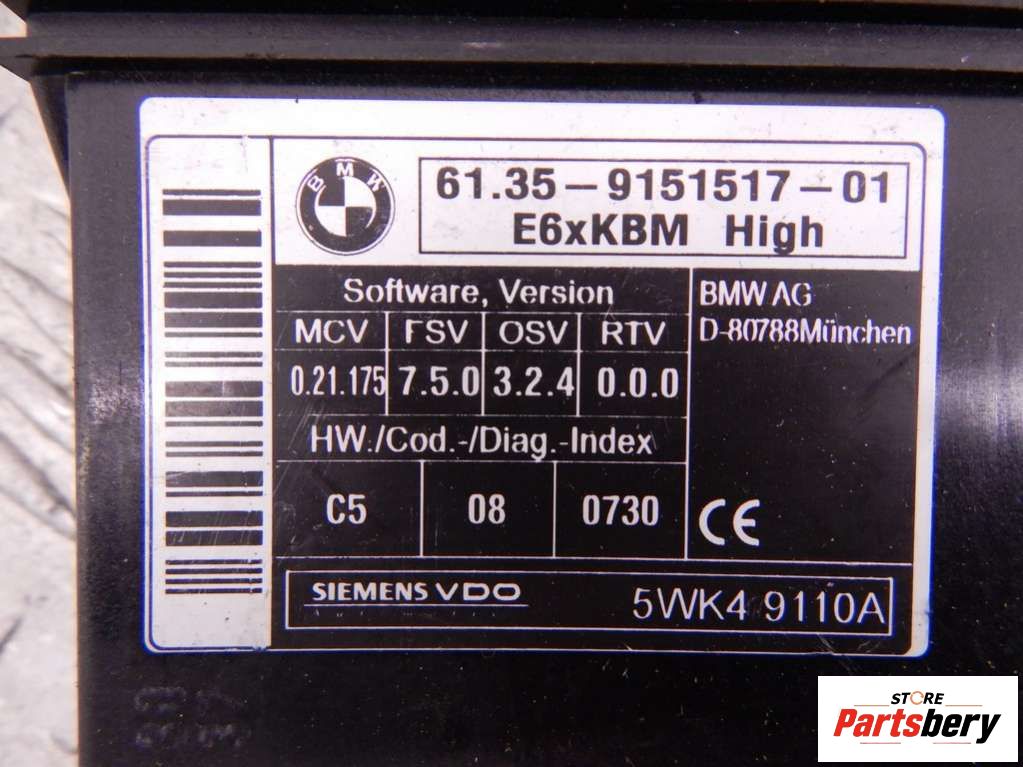 BMW
61.35-9151517-01
E6xKBM High
Software, Version
MCV FSV OSV RTV
0.21.175 7.5.0 3.2.4 0.0.0
HW./Cod.-/Diag.-Index
C5 08 0730
BMW AG
D-80788München
CE
SIEMENS VDO 5WK4 9110A
STORE
Partsbery